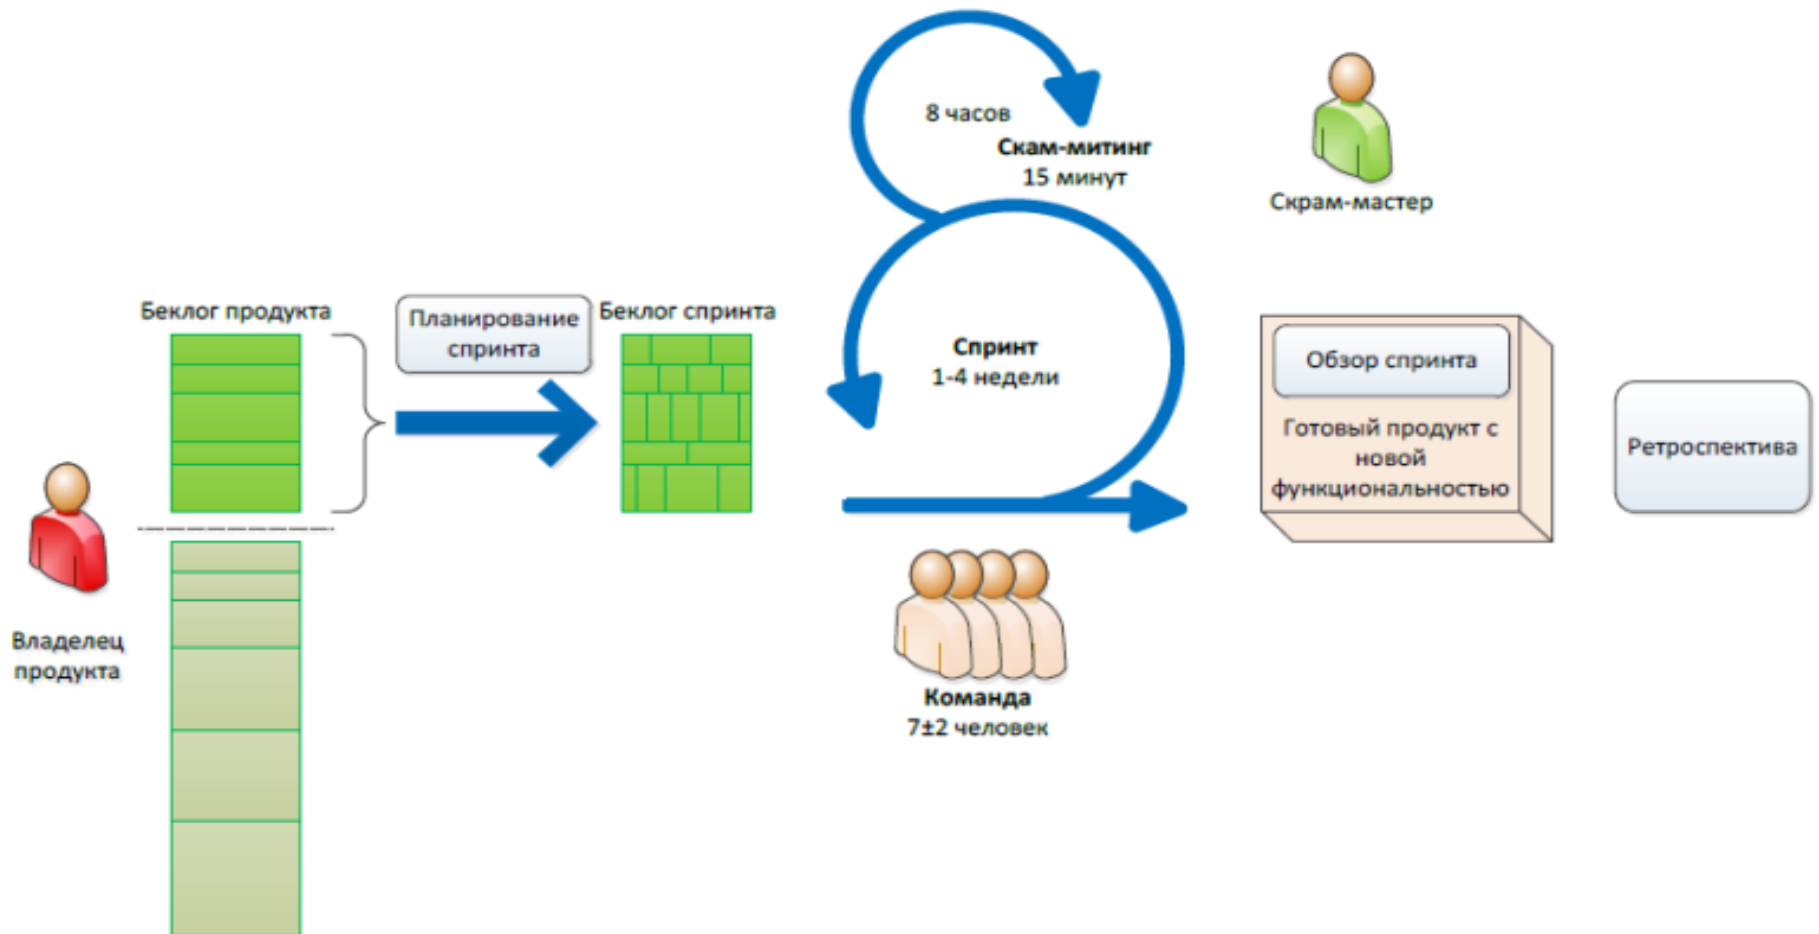 8 часов
Скам-митинг
15 минут
Скрам-мастер
Беклог продукта
Планирование
спринта
Беклог спринта
Спринт
1-4 недели
Обзор спринта
Готовый продукт с
новой
функциональностью
Ретроспектива
Владелец
продукта
Команда
7±2 человек